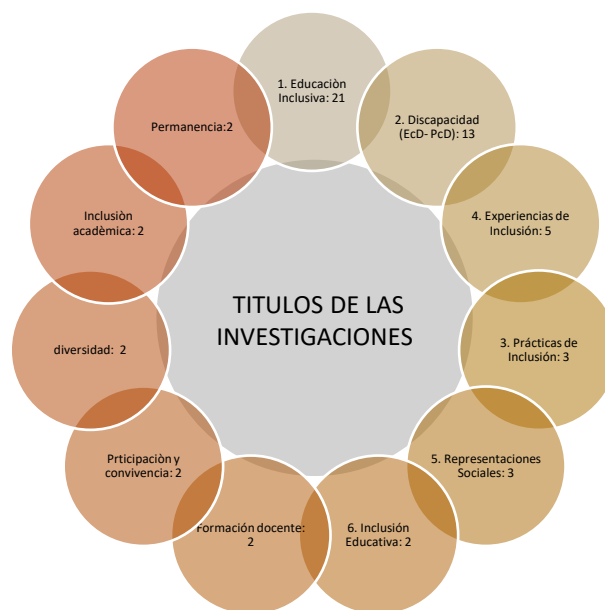 1. Educaciòn
Inclusiva: 21
2. Discapacidad
(EcD- PcD): 13
4. Experiencias de
Inclusión: 5
3. Prácticas de
Inclusión: 3
5. Representaciones
Sociales: 3
6. Inclusión
Educativa: 2
Formación docente:
2
Prticipaciòn y
convivencia: 2
diversidad:  2
Inclusiòn
acadèmica: 2
Permanencia:2
TITULOS DE LAS
INVESTIGACIONES